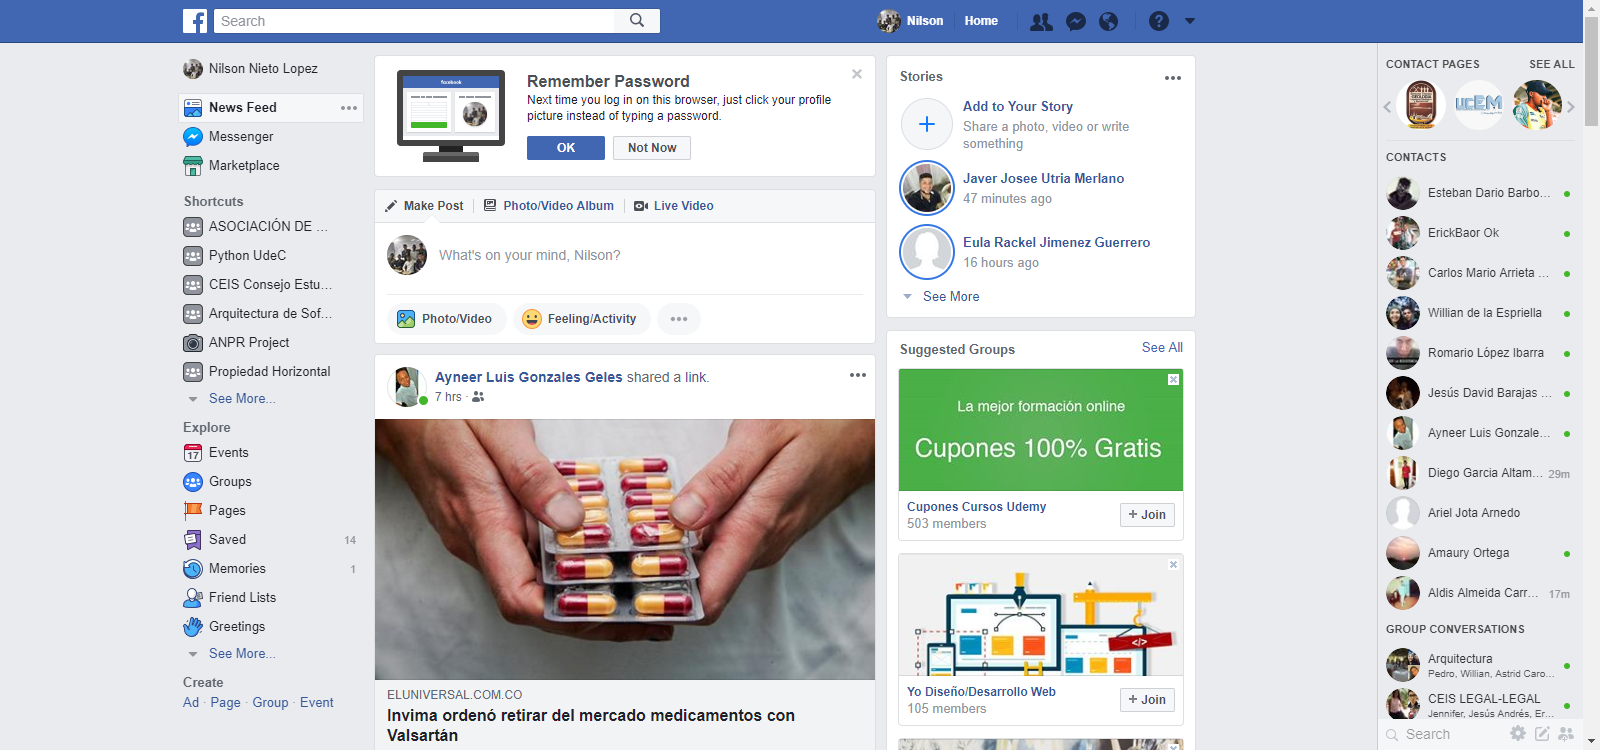 Search
Nilson
Home
Nilson Nieto Lopez
News Feed
Messenger
Marketplace
Shortcuts
ASOCIACIÓN DE ...
Python UdeC
CEIS Consejo Estu...
Arquitectura de Sof...
ANPR Project
Propiedad Horizontal
See More...
Explore
Events
Groups
Pages
Saved 14
Memories 1
Friend Lists
Greetings
See More...
Create
Ad · Page · Group · Event
facebook
Remember Password
Next time you log in on this browser, just click your profile
picture instead of typing a password.
OK
Not Now
Make Post
Photo/Video Album
Live Video
What's on your mind, Nilson?
Photo/Video
Feeling/Activity
Ayneer Luis Gonzales Geles shared a link.
7 hrs ·
ELUNIVERSAL.COM.CO
Invima ordenó retirar del mercado medicamentos con
Valsartán
Stories
Add to Your Story
Share a photo, video or write
something
Javer Josee Utria Merlano
47 minutes ago
Eula Rackel Jimenez Guerrero
16 hours ago
See More
Suggested Groups
See All
La mejor formación online
Cupones 100% Gratis
Cupones Cursos Udemy
503 members
+ Join
</>
Yo Diseño/Desarrollo Web
105 members
+ Join
CONTACT PAGES
SEE ALL
UCEM
CONTACTS
Esteban Dario Barbo...
ErickBaor Ok
Carlos Mario Arrieta ...
Willian de la Espriella
Romario López Ibarra
Jesús David Barajas ...
Ayneer Luis Gonzale...
Diego Garcia Altam... 29m
Ariel Jota Arnedo
Amaury Ortega
Aldis Almeida Carr... 17m
GROUP CONVERSATIONS
Arquitectura
Pedro, Willian, Astrid Caro...
CEIS LEGAL-LEGAL
Jennifer, Jesús Andrés, Er...
Search